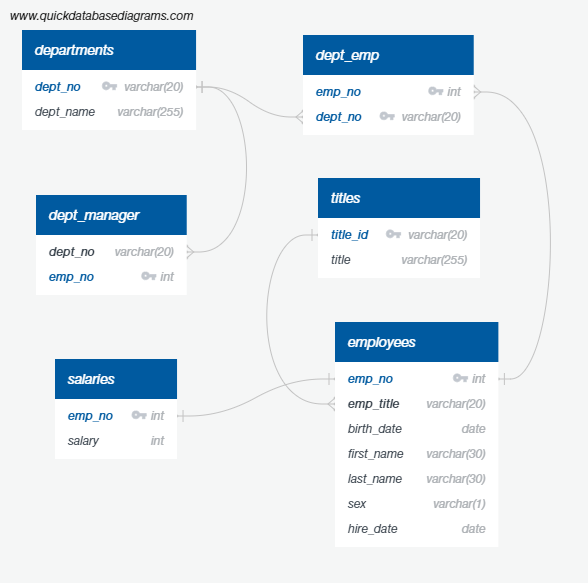 www.quickdatabasediagrams.com
departments
dept_no varchar(20)
dept_name varchar(255)
dept_emp
emp_no int
dept_no varchar(20)
dept_manager
dept_no varchar(20)
emp_no int
titles
title_id varchar(20)
title varchar(255)
salaries
emp_no int
salary int
employees
emp_no int
emp_title varchar(20)
birth_date date
first_name varchar(30)
last_name varchar(30)
sex varchar(1)
hire_date date